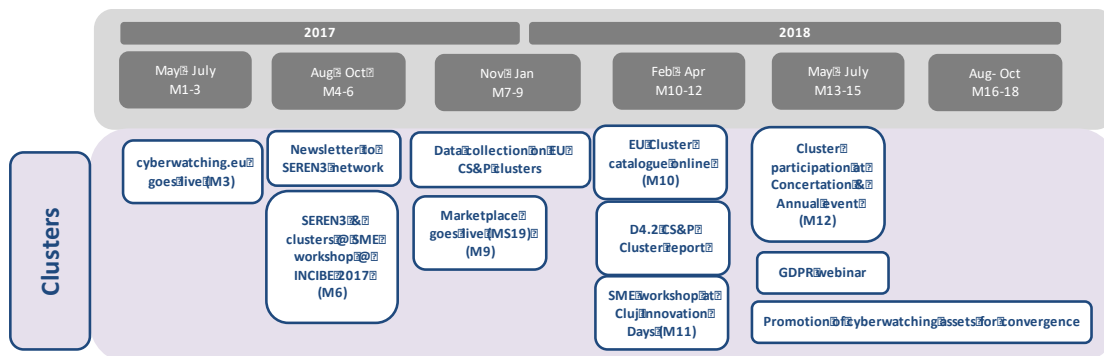 2017
2018
May- July
M1-3
Aug- Oct
M4-6
Nov- Jan
M7-9
Feb- Apr
M10-12
May- July
M13-15
Aug- Oct
M16-18
Clusters
cyberwatching.eu
goes live (M3)
Newsletter to
SEREN3 network
SEREN3 &
clusters @ SME
workshop @
INCIBE 2017
(M6)
Data collection on EU
CS&P clusters
Marketplace
goes live (MS19)
(M9)
EU Cluster
catalogue online
(M10)
D4.2 CS&P
Cluster report
SME workshop at
Cluj Innovation
Days (M11)
Cluster
participation at
Concertation &
Annual event
(M12)
GDPR webinar
Promotion of cyberwatching assets for convergence